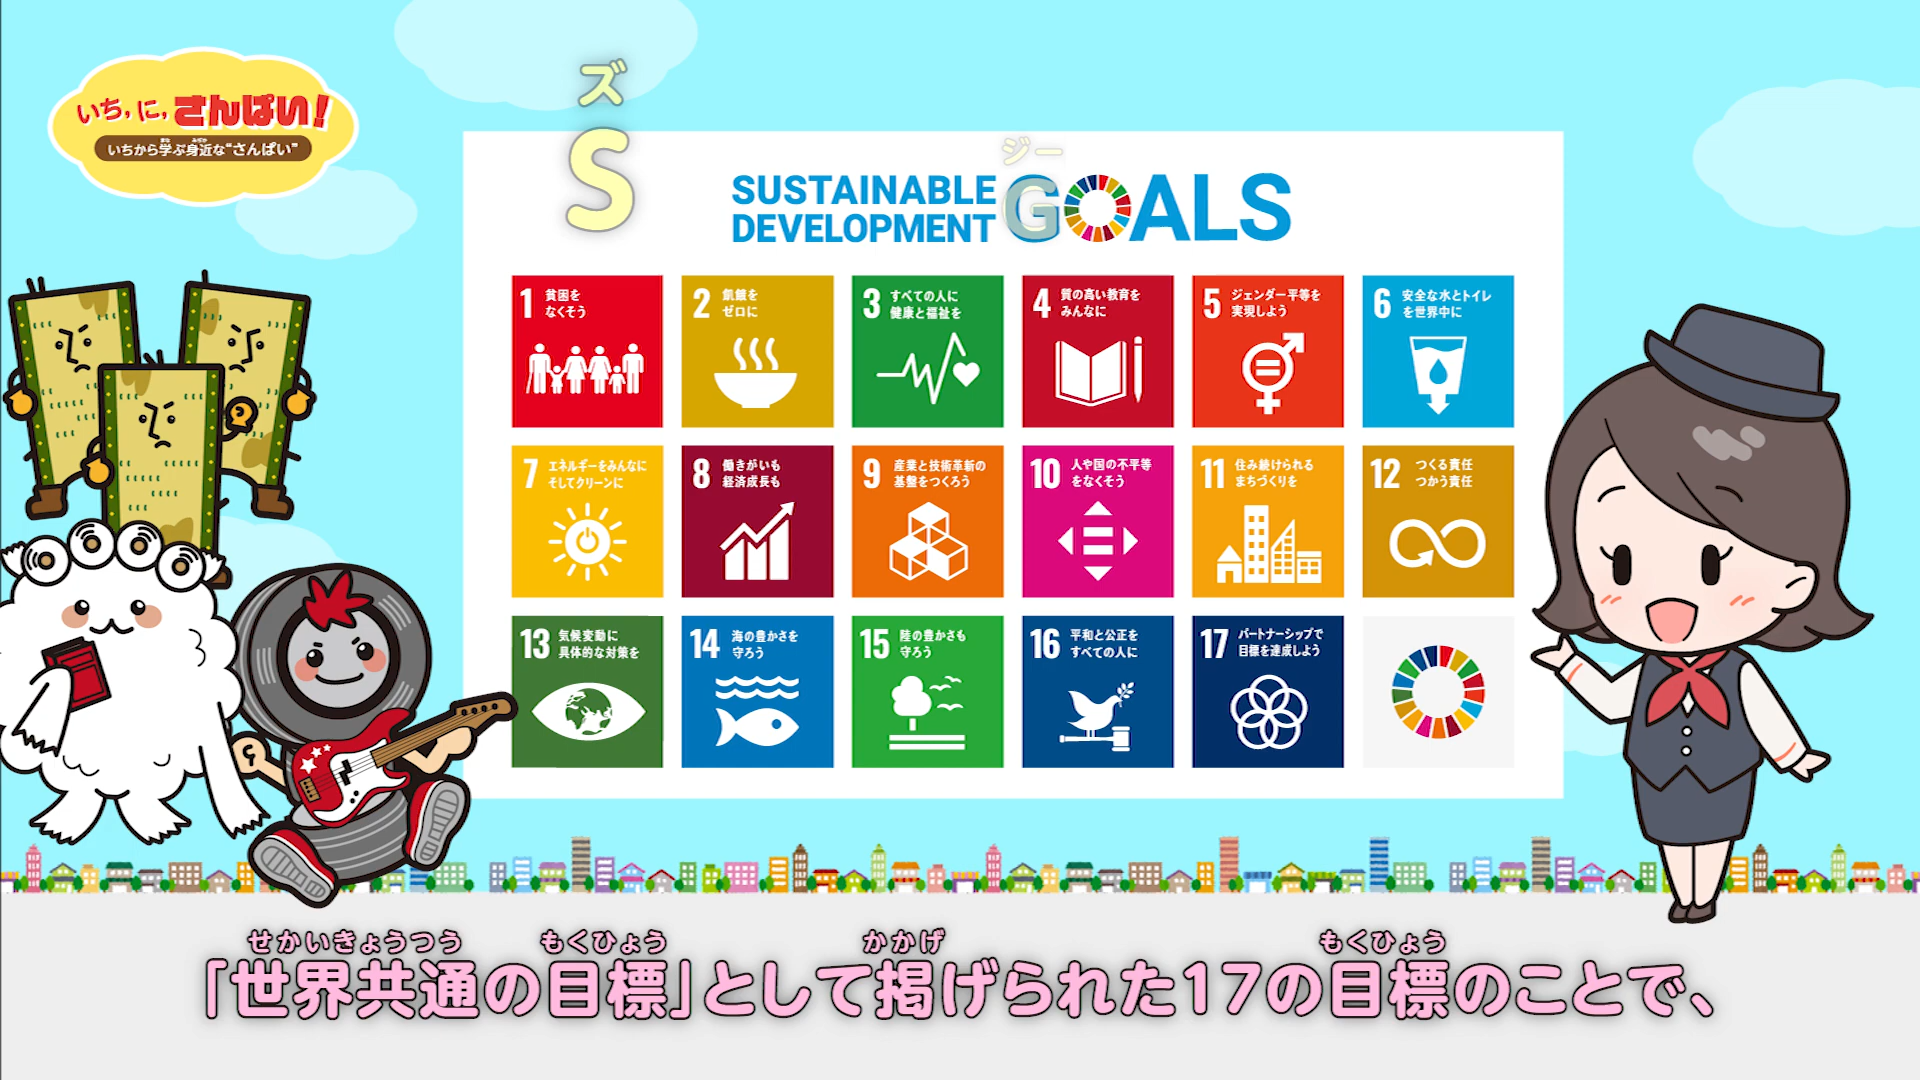 いち,に,さんぱい!
まな みぢか
いちから学ぶ身近な“さんぱい”
ズ
S
ジー
SUSTAINABLE
DEVELOPMENT
GOALS
1 貧困を
なくそう
2 飢餓を
ゼロに
3 すべての人に
健康と福祉を
4 質の高い教育を
みんなに
5 ジェンダー平等を
実現しよう
6 安全な水とトイレ
を世界中に
7 エネルギーをみんなに
そしてクリーンに
8 働きがいも
経済成長も
9 産業と技術革新の
基盤をつくろう
10 人や国の不平等
をなくそう
11 住み続けられる
まちづくりを
12 つくる責任
つかう責任
13 気候変動に
具体的な対策を
14 海の豊かさを
守ろう
15 陸の豊かさも
守ろう
16 平和と公正を
すべての人に
17 パートナーシップで
目標を達成しよう
せかいきょうつう もくひょう かかげ もくひょう
「世界共通の目標」として掲げられた17の目標のことで、